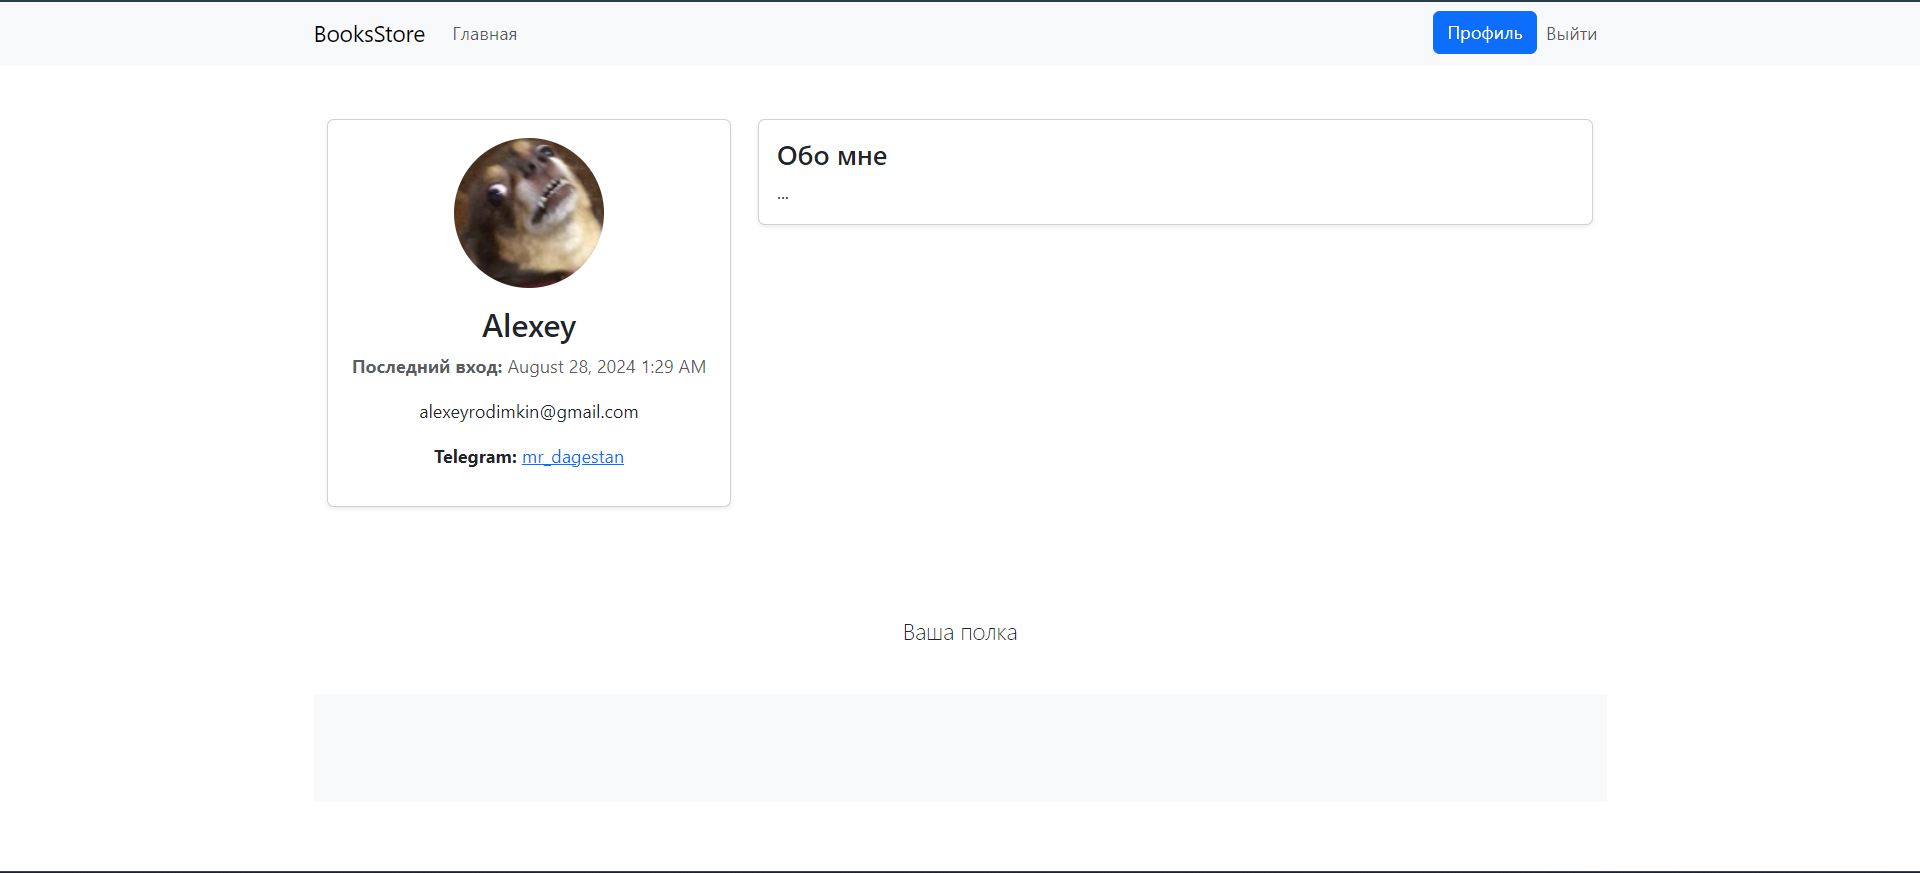 BooksStore Главная Профиль Выйти
Alexey
Последний вход: August 28, 2024 1:29 AM
alexeyrodimkin@gmail.com
Telegram: mr_dagestan
Обо мне
...
Ваша полка